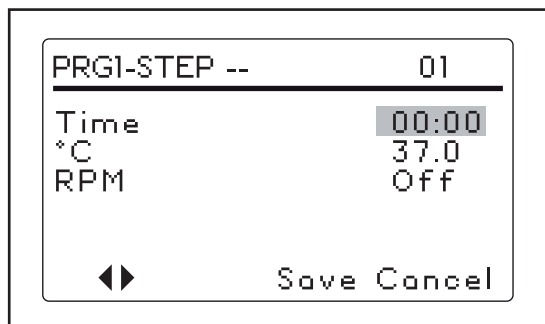 PRG1-STEP -- 01
Time 00:00
°C 37.0
RPM Off
Save Cancel